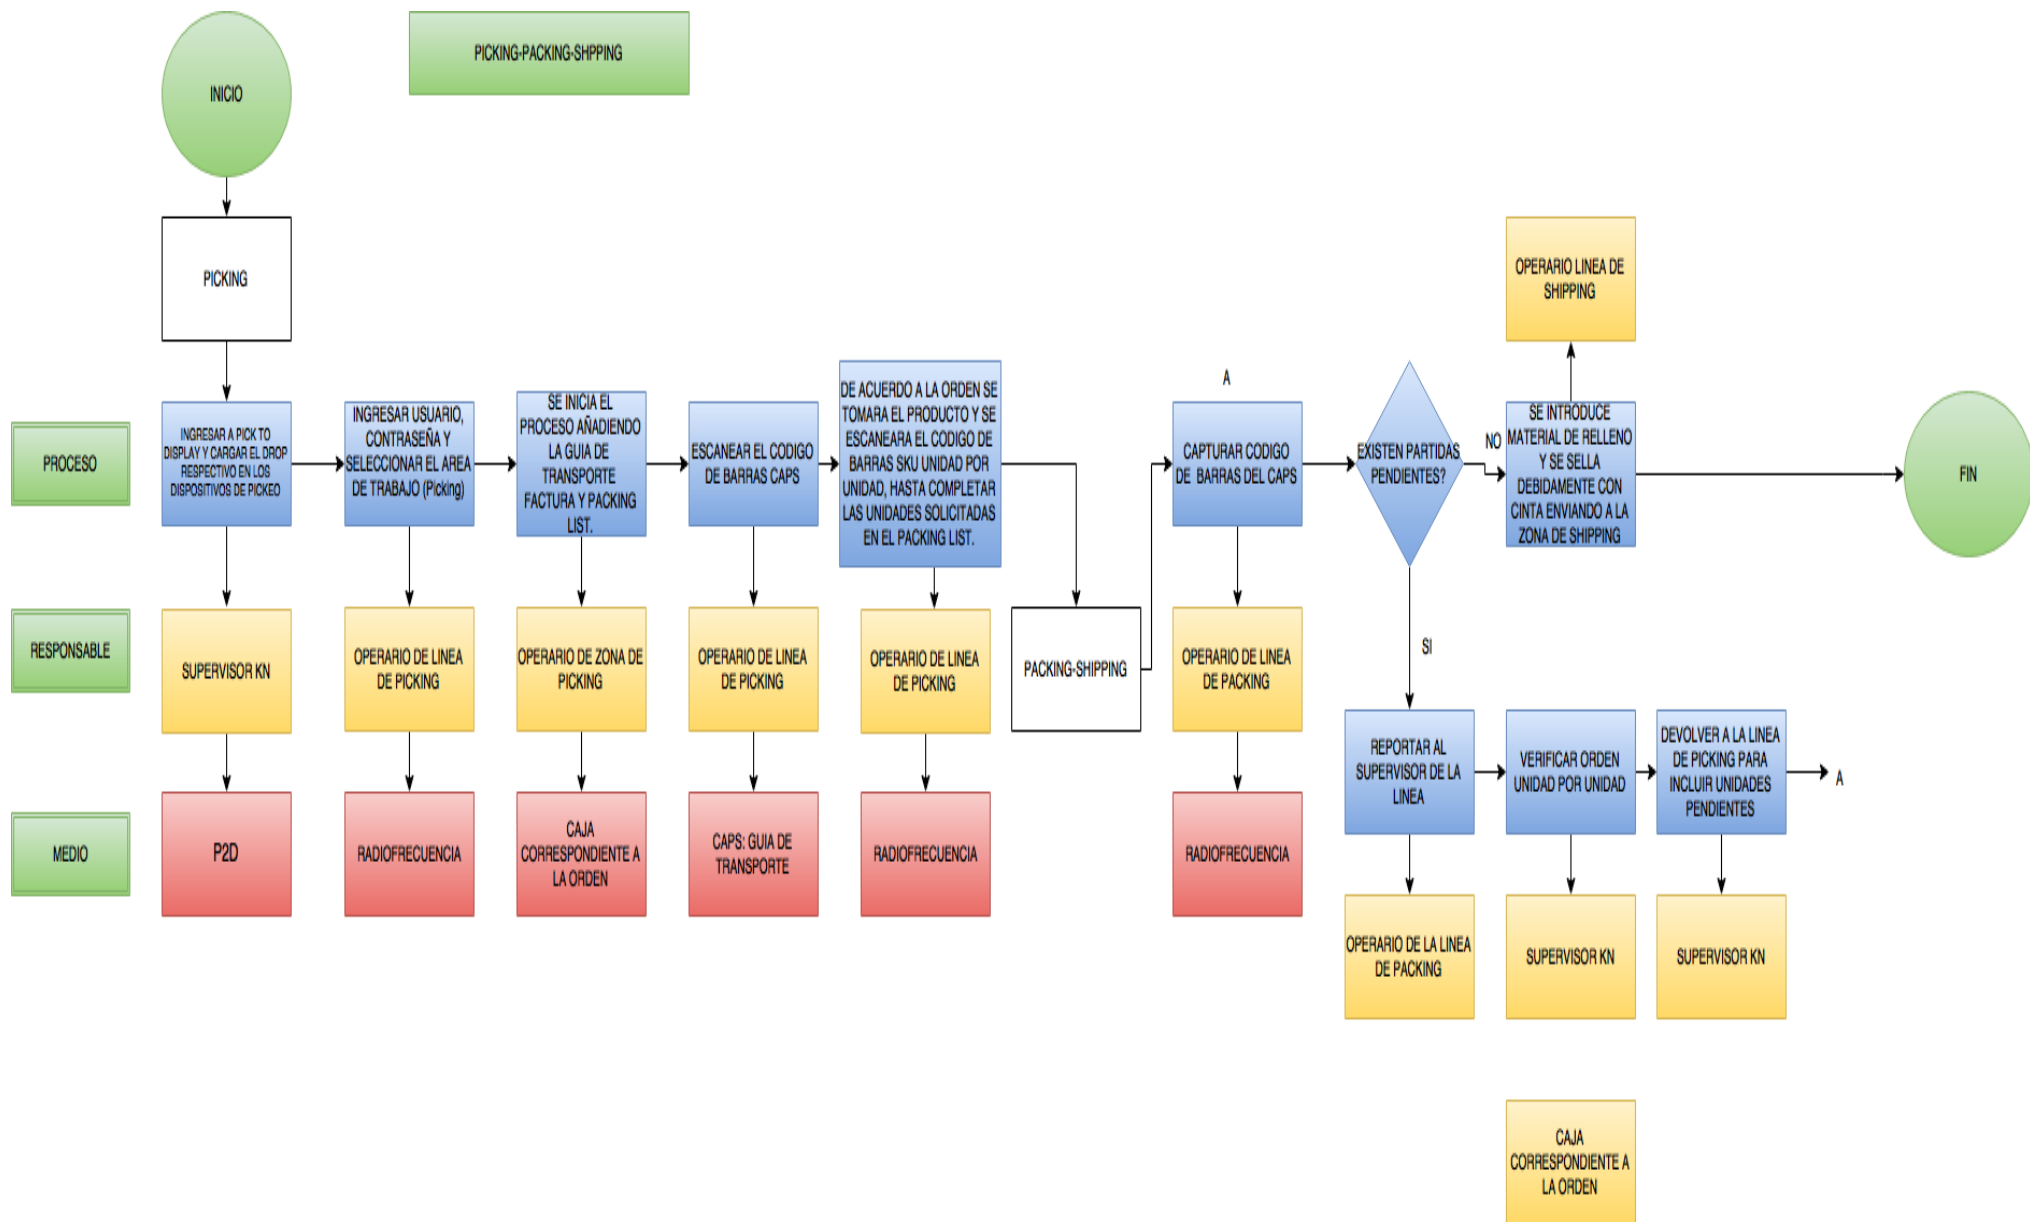 INICIO
PICKING-PACKING-SHPPING
PICKING
PROCESO
INGRESAR A PICK TO
DISPLAY Y CARGAR EL DROP
RESPECTIVO EN LOS
DISPOSITIVOS DE PICKEO
INGRESAR USUARIO,
CONTRASEÑA Y
SELECCIONAR EL AREA
DE TRABAJO (Picking)
SE INICIA EL
PROCESO AÑADIENDO
LA GUIA DE
TRANSPORTE
FACTURA Y PACKING
LIST.
ESCANEAR EL CODIGO
DE BARRAS CAPS
DE ACUERDO A LA ORDEN SE
TOMARA EL PRODUCTO Y SE
ESCANEARA EL CODIGO DE
BARRAS SKU UNIDAD POR
UNIDAD, HASTA COMPLETAR
LAS UNIDADES SOLICITADAS
EN EL PACKING LIST.
A
CAPTURAR CODIGO
DE BARRAS DEL CAPS
EXISTEN PARTIDAS
PENDIENTES?
NO
OPERARIO LINEA DE
SHIPPING
SE INTRODUCE
MATERIAL DE RELLENO
Y SE SELLA
DEBIDAMENTE CON
CINTA ENVIANDO A LA
ZONA DE SHIPPING
FIN
RESPONSABLE
SUPERVISOR KN
OPERARIO DE LINEA
DE PICKING
OPERARIO DE ZONA DE
PICKING
OPERARIO DE LINEA
DE PICKING
OPERARIO DE LINEA
DE PICKING
PACKING-SHIPPING
OPERARIO DE LINEA
DE PACKING
SI
REPORTAR AL
SUPERVISOR DE LA
LINEA
VERIFICAR ORDEN
UNIDAD POR UNIDAD
DEVOLVER A LA LINEA
DE PICKING PARA
INCLUIR UNIDADES
PENDIENTES
A
MEDIO
P2D
RADIOFRECUENCIA
CAJA
CORRESPONDIENTE A
LA ORDEN
CAPS: GUIA DE
TRANSPORTE
RADIOFRECUENCIA
RADIOFRECUENCIA
OPERARIO DE LA LINEA
DE PACKING
SUPERVISOR KN
SUPERVISOR KN
CAJA
CORRESPONDIENTE A
LA ORDEN